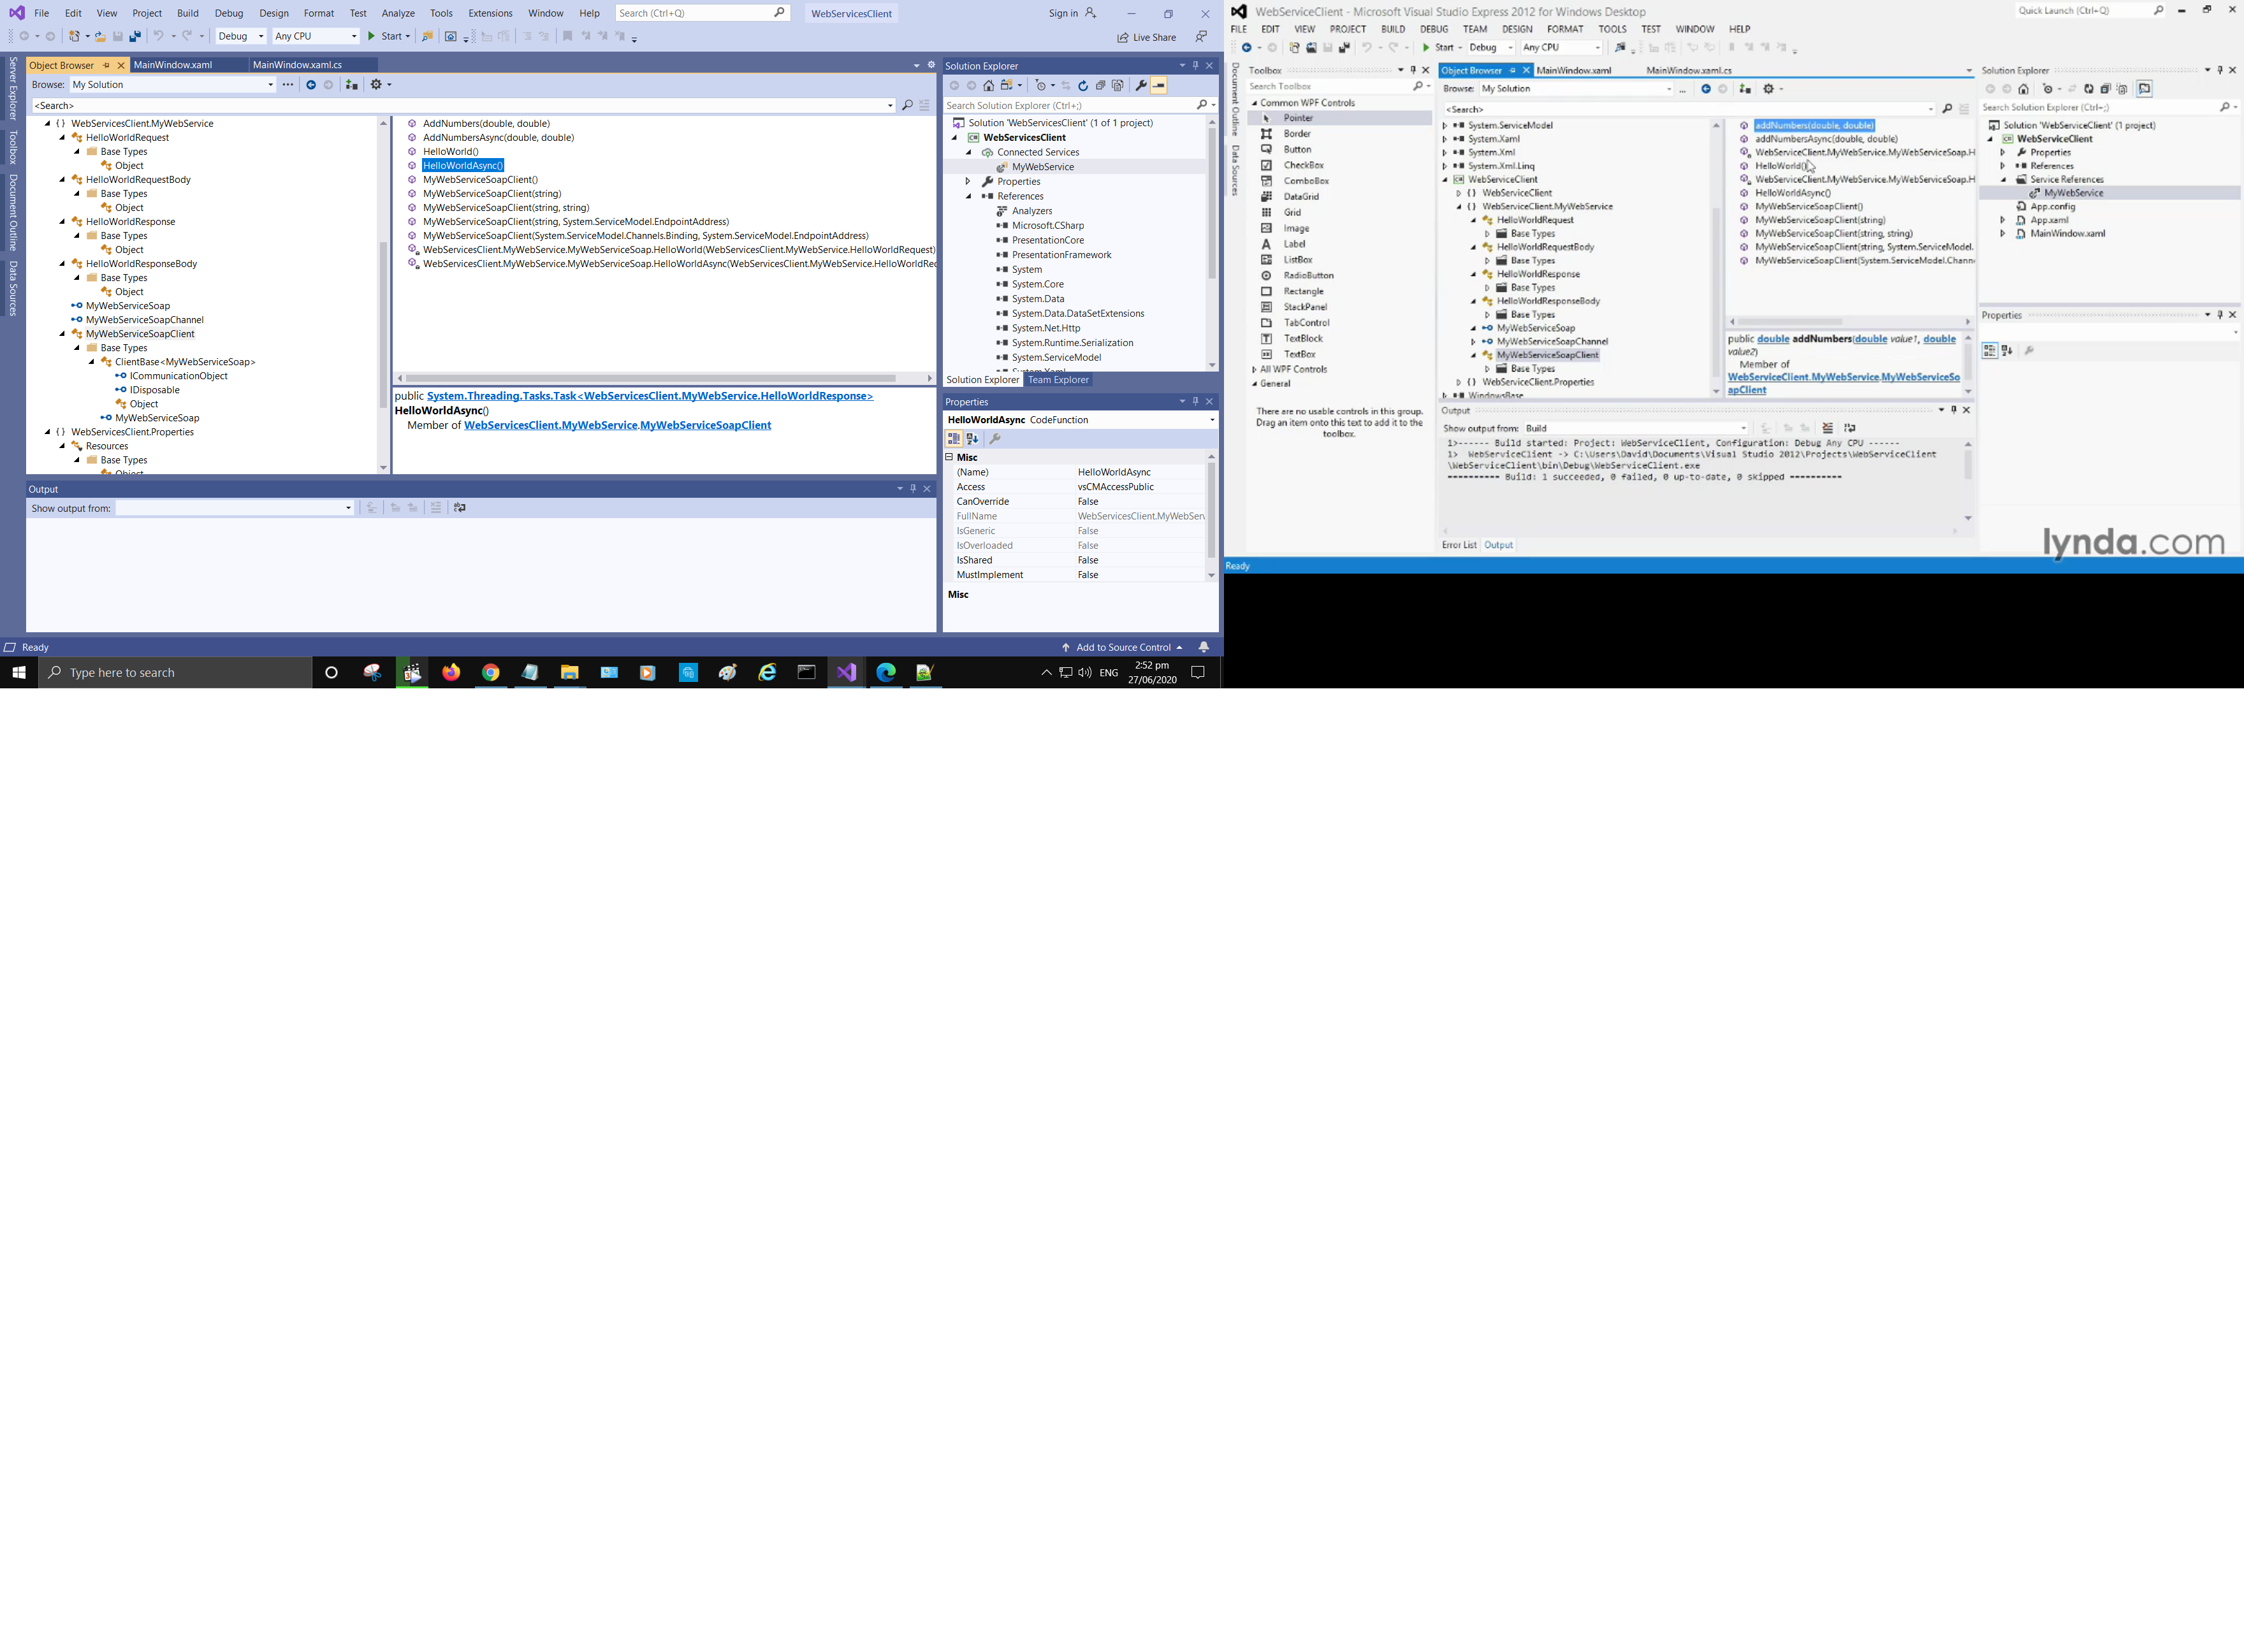 File Edit View Project Build Debug Design Format Test Analyze Tools Extensions Window Help Search (Ctrl+Q) WebServicesClient Sign in
Debug Any CPU Start Live Share
Server Explorer
Toolbox
Document Outline
Data Sources
Object Browser MainWindow.xaml MainWindow.xaml.cs
Browse: My Solution
<Search>
{ } WebServicesClient.MyWebService
HelloWorldRequest
Base Types
Object
HelloWorldRequestBody
Base Types
Object
HelloWorldResponse
Base Types
Object
HelloWorldResponseBody
Base Types
Object
MyWebServiceSoap
MyWebServiceSoapChannel
MyWebServiceSoapClient
Base Types
ClientBase<MyWebServiceSoap>
ICommunicationObject
IDisposable
Object
MyWebServiceSoap
{ } WebServicesClient.Properties
Resources
Base Types
Object
AddNumbers(double, double)
AddNumbersAsync(double, double)
HelloWorld()
HelloWorldAsync()
MyWebServiceSoapClient()
MyWebServiceSoapClient(string)
MyWebServiceSoapClient(string, string)
MyWebServiceSoapClient(string, System.ServiceModel.EndpointAddress)
MyWebServiceSoapClient(System.ServiceModel.Channels.Binding, System.ServiceModel.EndpointAddress)
WebServicesClient.MyWebService.MyWebServiceSoap.HelloWorld(WebServicesClient.MyWebService.HelloWorldRequest)
WebServicesClient.MyWebService.MyWebServiceSoap.HelloWorldAsync(WebServicesClient.MyWebService.HelloWorldRec
public System.Threading.Tasks.Task<WebServicesClient.MyWebService.HelloWorldResponse>
HelloWorldAsync()
Member of WebServicesClient.MyWebService.MyWebServiceSoapClient
Output
Show output from:
Solution Explorer
Search Solution Explorer (Ctrl+;)
Solution 'WebServicesClient' (1 of 1 project)
WebServicesClient
Connected Services
MyWebService
Properties
References
Analyzers
Microsoft.CSharp
PresentationCore
PresentationFramework
System
System.Core
System.Data
System.Data.DataSetExtensions
System.Net.Http
System.Runtime.Serialization
System.ServiceModel
System.Xaml
Solution Explorer Team Explorer
Properties
HelloWorldAsync CodeFunction
Misc
(Name) HelloWorldAsync
Access vsCMAccessPublic
CanOverride False
FullName WebServicesClient.MyWebServ
IsGeneric False
IsOverloaded False
IsShared False
MustImplement False
Misc
Ready Add to Source Control
Type here to search ENG 2:52 pm
27/06/2020
WebServiceClient - Microsoft Visual Studio Express 2012 for Windows Desktop Quick Launch (Ctrl+Q)
FILE EDIT VIEW PROJECT BUILD DEBUG TEAM DESIGN FORMAT TOOLS TEST WINDOW HELP
Start Debug Any CPU
Document Outline
Data Sources
Toolbox
Search Toolbox
Common WPF Controls
Pointer
Border
Button
CheckBox
ComboBox
DataGrid
Grid
Image
Label
ListBox
RadioButton
Rectangle
StackPanel
TabControl
TextBlock
TextBox
All WPF Controls
General
There are no usable controls in this group.
Drag an item onto this text to add it to the
toolbox.
Object Browser MainWindow.xaml MainWindow.xaml.cs
Browse: My Solution
<Search>
System.ServiceModel
System.Xaml
System.Xml
System.Xml.Linq
WebServiceClient
{ } WebServiceClient
{ } WebServiceClient.MyWebService
HelloWorldRequest
Base Types
HelloWorldRequestBody
Base Types
HelloWorldResponse
Base Types
HelloWorldResponseBody
Base Types
MyWebServiceSoap
MyWebServiceSoapChannel
MyWebServiceSoapClient
Base Types
{ } WebServiceClient.Properties
WindowsBase
addNumbers(double, double)
addNumbersAsync(double, double)
WebServiceClient.MyWebService.MyWebServiceSoap.H
HelloWorld()
WebServiceClient.MyWebService.MyWebServiceSoap.H
HelloWorldAsync()
MyWebServiceSoapClient()
MyWebServiceSoapClient(string)
MyWebServiceSoapClient(string, string)
MyWebServiceSoapClient(string, System.ServiceModel.
MyWebServiceSoapClient(System.ServiceModel.Chann
public double addNumbers(double value1, double
value2)
Member of
WebServiceClient.MyWebService.MyWebServiceSo
apClient
Output
Show output from: Build
1>------ Build started: Project: WebServiceClient, Configuration: Debug Any CPU ------
1> WebServiceClient -> C:\Users\David\Documents\Visual Studio 2012\Projects\WebServiceClient
\WebServiceClient\bin\Debug\WebServiceClient.exe
========== Build: 1 succeeded, 0 failed, 0 up-to-date, 0 skipped ==========
Error List Output
Solution Explorer
Search Solution Explorer (Ctrl+;)
Solution 'WebServiceClient' (1 project)
WebServiceClient
Properties
References
Service References
MyWebService
App.config
App.xaml
MainWindow.xaml
Properties
lynda.com
Ready